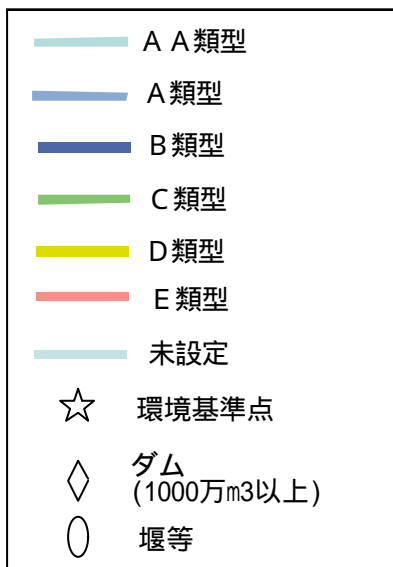 ＡＡ類型
Ａ類型
Ｂ類型
Ｃ類型
Ｄ類型
Ｅ類型
未設定
環境基準点
ダム
(1000万m3以上)
堰等